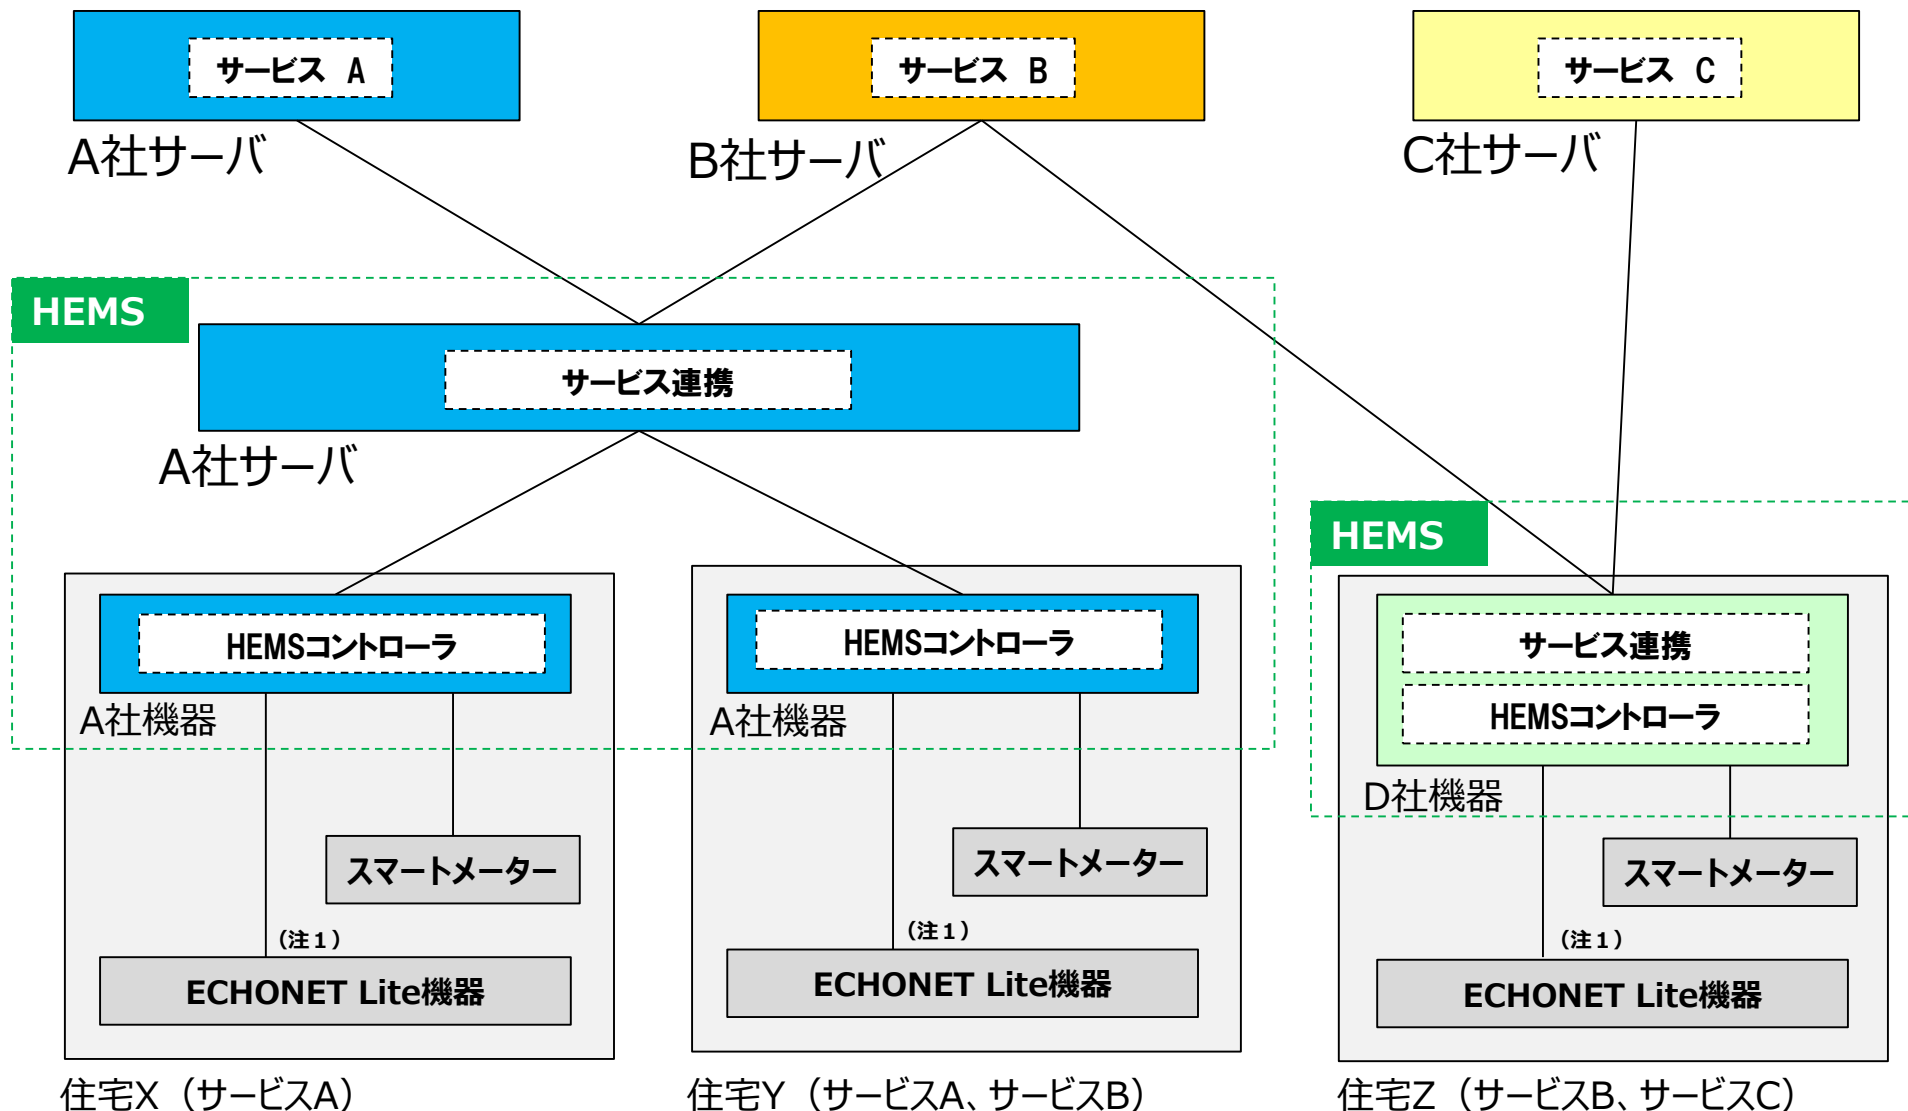 サービス A
サービス B
サービス C
A社サーバ
B社サーバ
C社サーバ
HEMS
サービス連携
A社サーバ
HEMS
HEMSコントローラ
HEMSコントローラ
サービス連携
HEMSコントローラ
A社機器
A社機器
D社機器
スマートメーター
スマートメーター
スマートメーター
(注1)
(注1)
(注1)
ECHONET Lite機器
ECHONET Lite機器
ECHONET Lite機器
住宅X（サービスA）
住宅Y（サービスA、サービスB）
住宅Z（サービスB、サービスC）